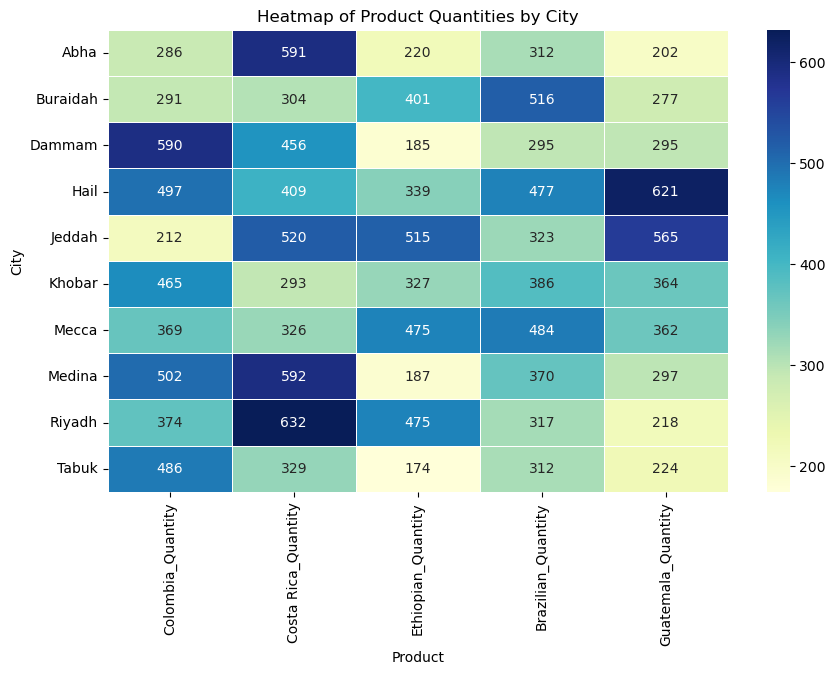 Heatmap of Product Quantities by City
Abha 286 591 220 312 202
Buraidah 291 304 401 516 277
Dammam 590 456 185 295 295
Hail 497 409 339 477 621
Jeddah 212 520 515 323 565
Khobar 465 293 327 386 364
Mecca 369 326 475 484 362
Medina 502 592 187 370 297
Riyadh 374 632 475 317 218
Tabuk 486 329 174 312 224
City
Colombia_Quantity
Costa Rica_Quantity
Ethiopian_Quantity
Brazilian_Quantity
Guatemala_Quantity
Product
600
500
400
300
200